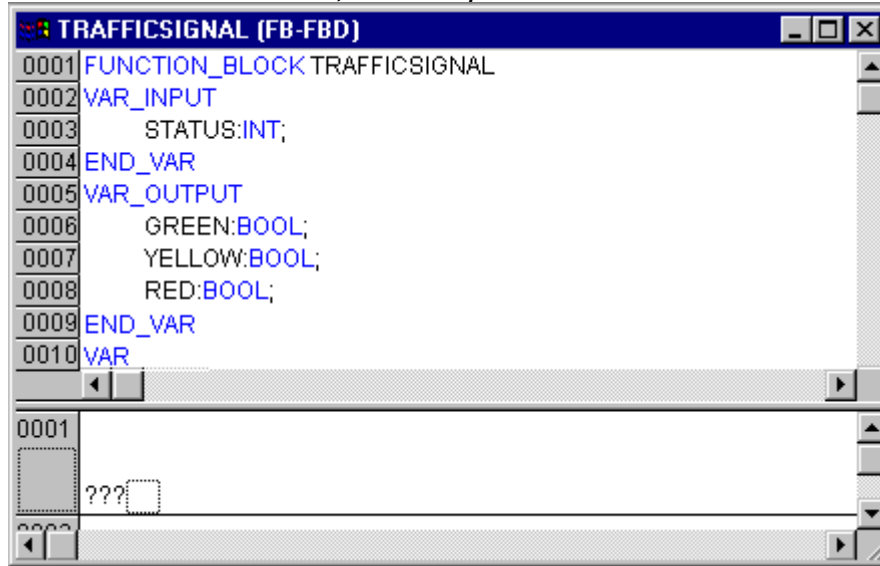 TRAFFICSIGNAL (FB-FBD)
0001 FUNCTION_BLOCK TRAFFICSIGNAL
0002 VAR_INPUT
0003 STATUS:INT;
0004 END_VAR
0005 VAR_OUTPUT
0006 GREEN:BOOL;
0007 YELLOW:BOOL;
0008 RED:BOOL;
0009 END_VAR
0010 VAR
0001
???